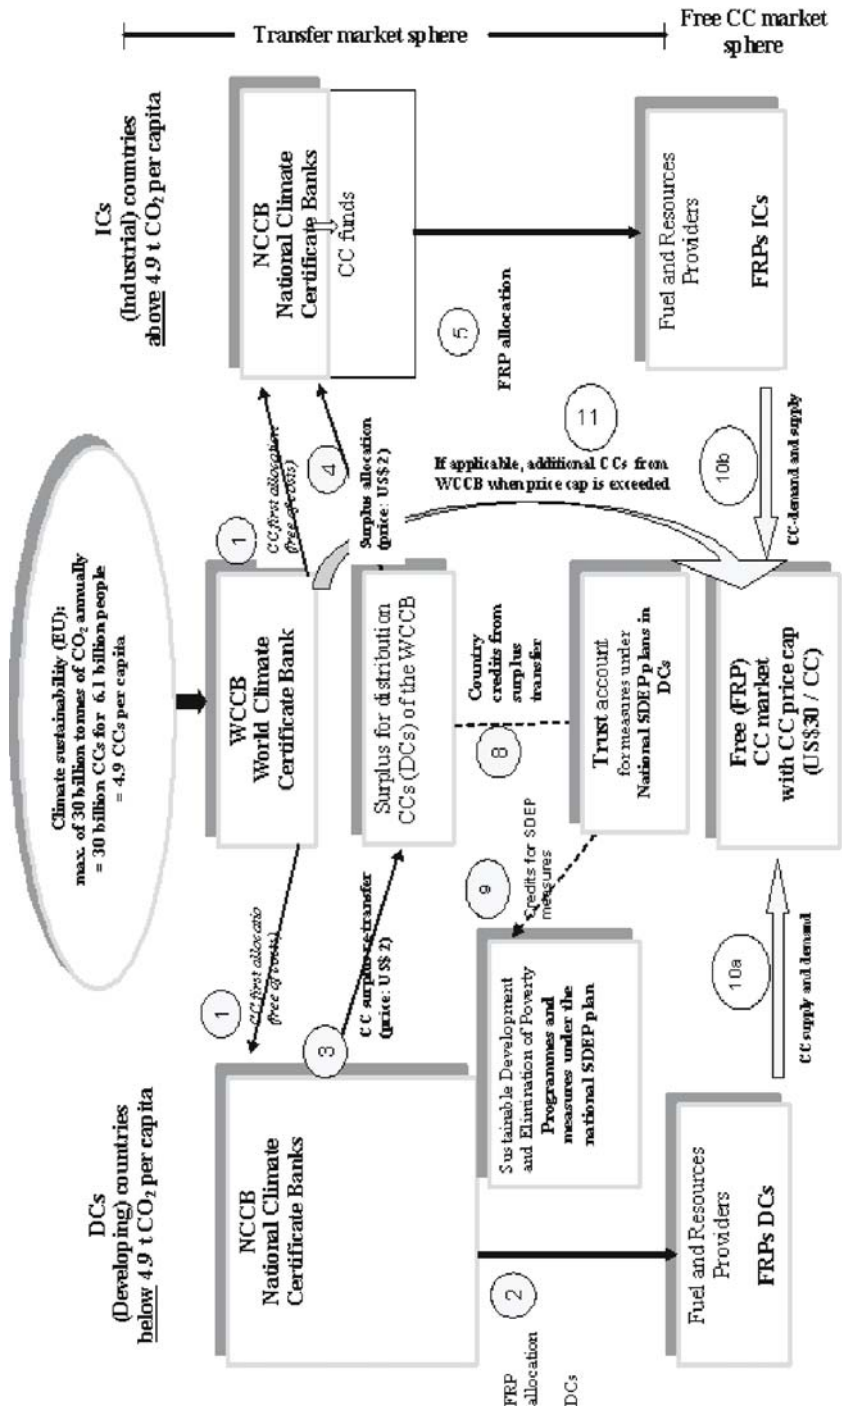 DCs
(Developing) countries
below 4.9 t CO₂ per capita
Climate sustainability (EU):
max. of 30 billion tonnes of CO₂ annually
= 30 billion CCs for 6.1 billion people
= 4.9 CCs per capita
ICs
(Industrial) countries
above 4.9 t CO₂ per capita
Transfer market sphere
Free CC market
sphere
NCCB
National Climate
Certificate Banks
1
CC first allocatio
(free of costs)
WCCB
World Climate
Certificate Bank
1
CC first allocation
(free of costs)
NCCB
National Climate
Certificate Banks
CC funds
3
CC surplus re-transfer
(price: US$ 2)
Surplus for distribution
CCs (DCs) of the WCCB
4
Surplus allocation
(price: US$ 2)
2
FRP
allocation
DCs
Sustainable Development
and Elimination of Poverty
Programmes and
measures under the
national SDEP plan
9
Credits for SDEP
measures
8
Country
credits from
surplus
transfer
If applicable, additional CCs from
WCCB when price cap is exceeded
11
5
FRP allocation
Trust account
for measures under
National SDEP plans in
DCs
Fuel and Resources
Providers
FRPs DCs
10a
CC supply and demand
Free (FRP)
CC market
with CC price cap
(US$30 / CC)
10b
CC-demand and supply
Fuel and Resources
Providers
FRPs ICs